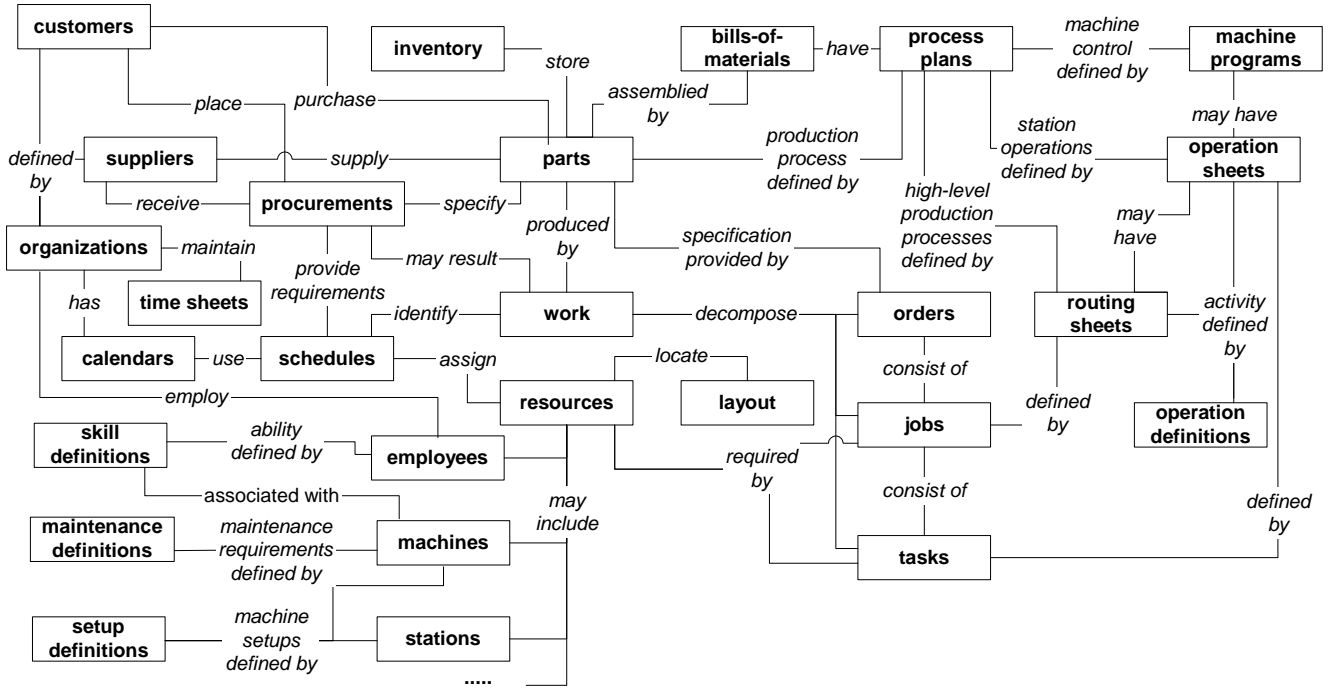 customers
inventory
store
bills-of-
materials
have
process
plans
machine
control
defined by
machine
programs
place
purchase
assemblied
by
may have
defined
by
suppliers
supply
parts
production
process
defined by
station
operations
defined by
operation
sheets
receive
procurements
specify
produced
by
high-level
production
processes
defined by
may
have
organizations
maintain
provide
requirements
may result
specification
provided by
has
time sheets
identify
work
decompose
orders
routing
sheets
activity
defined
by
calendars
use
schedules
assign
locate
consist of
employ
resources
layout
jobs
defined
by
operation
definitions
skill
definitions
ability
defined by
employees
required
by
associated with
may
include
consist of
defined
by
maintenance
definitions
maintenance
requirements
defined by
machines
tasks
setup
definitions
machine
setups
defined by
stations
.....